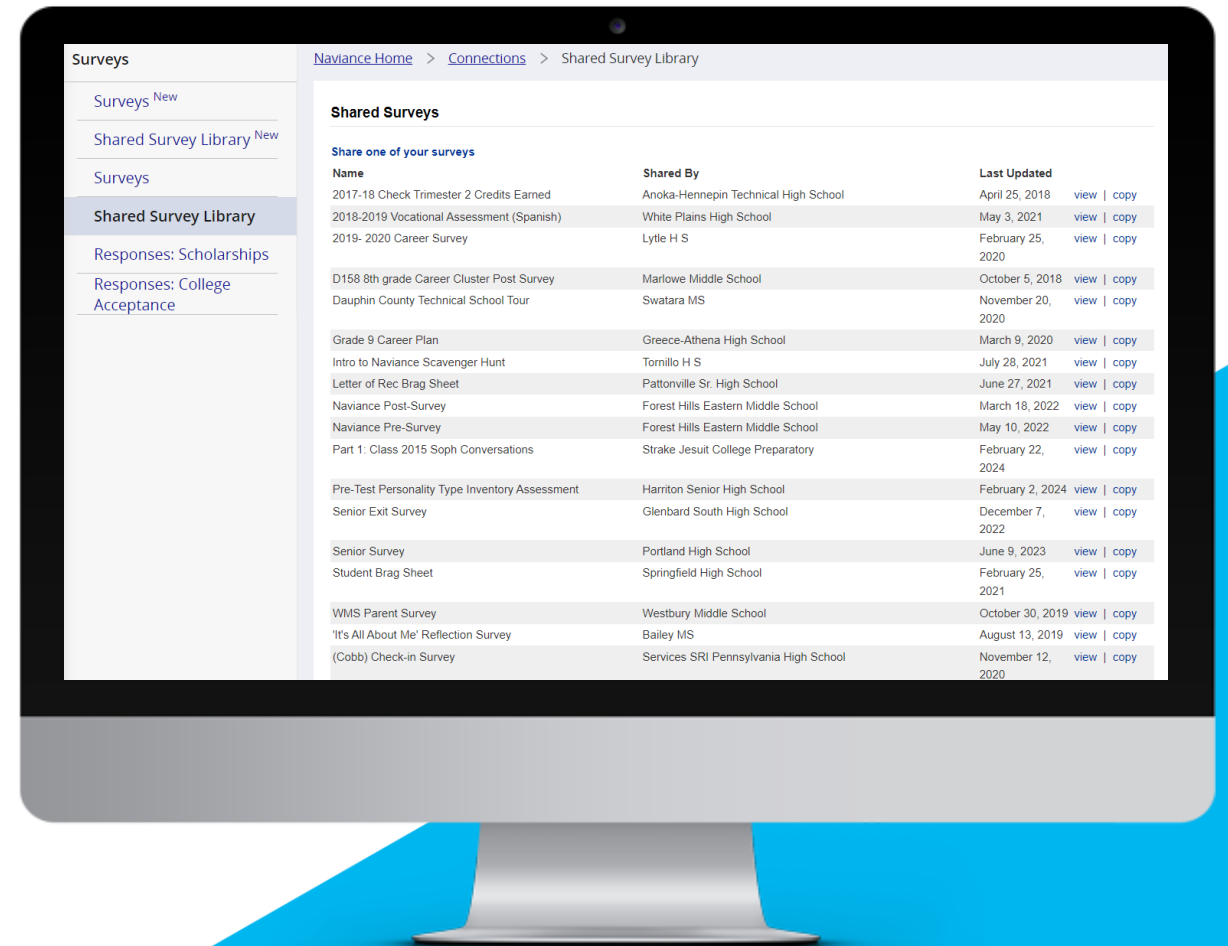 Surveys
Surveys New
Shared Survey Library New
Surveys
Shared Survey Library
Responses: Scholarships
Responses: College
Acceptance
Naviance Home > Connections > Shared Survey Library
Shared Surveys
Share one of your surveys
Name Shared By Last Updated
2017-18 Check Trimester 2 Credits Earned Anoka-Hennepin Technical High School April 25, 2018 view | copy
2018-2019 Vocational Assessment (Spanish) White Plains High School May 3, 2021 view | copy
2019- 2020 Career Survey Lytle H S February 25, view | copy
2020
D158 8th grade Career Cluster Post Survey Marlowe Middle School October 5, 2018 view | copy
Dauphin County Technical School Tour Swatara MS November 20, view | copy
2020
Grade 9 Career Plan Greece-Athena High School March 9, 2020 view | copy
Intro to Naviance Scavenger Hunt Tornillo H S July 28, 2021 view | copy
Letter of Rec Brag Sheet Pattonville Sr. High School June 27, 2021 view | copy
Naviance Post-Survey Forest Hills Eastern Middle School March 18, 2022 view | copy
Naviance Pre-Survey Forest Hills Eastern Middle School May 10, 2022 view | copy
Part 1: Class 2015 Soph Conversations Strake Jesuit College Preparatory February 22, view | copy
2024
Pre-Test Personality Type Inventory Assessment Harriton Senior High School February 2, 2024 view | copy
Senior Exit Survey Glenbard South High School December 7, view | copy
2022
Senior Survey Portland High School June 9, 2023 view | copy
Student Brag Sheet Springfield High School February 25, view | copy
2021
WMS Parent Survey Westbury Middle School October 30, 2019 view | copy
'It's All About Me' Reflection Survey Bailey MS August 13, 2019 view | copy
(Cobb) Check-in Survey Services SRI Pennsylvania High School November 12, view | copy
2020